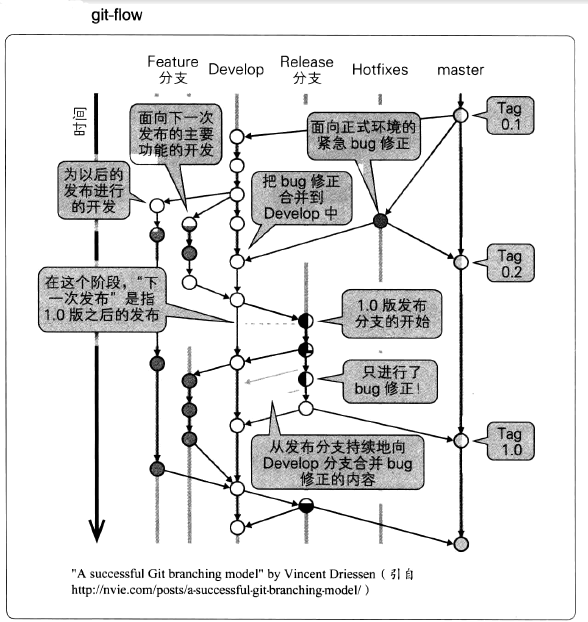 git-flow
Feature
分支
Develop
Release
分支
Hotfixes
master
时间
面向下一次
发布的主要
功能的开发
面向正式环境的
紧急 bug 修正
Tag
0.1
为以后的
发布进行
的开发
把 bug 修正
合并到
Develop 中
Tag
0.2
在这个阶段，“下
一次发布”是指
1.0 版之后的发布
1.0 版发布
分支的开始
只进行了
bug 修正！
Tag
1.0
从发布分支持续地向
Develop 分支合并 bug
修正的内容
"A successful Git branching model" by Vincent Driessen（引自
http://nvie.com/posts/a-successful-git-branching-model/）